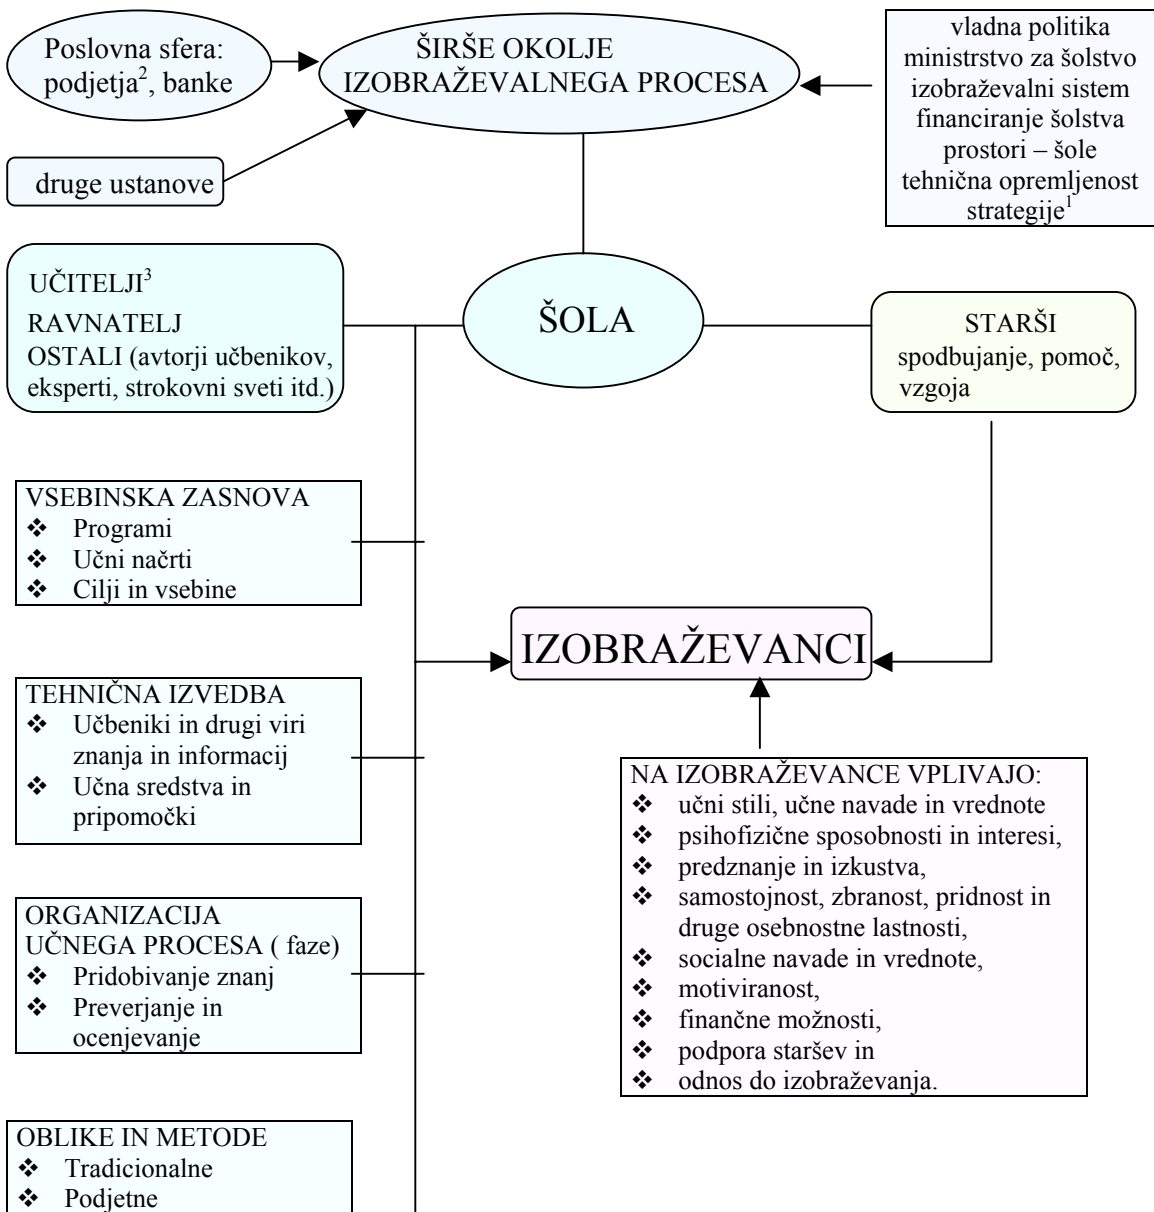 Poslovna sfera:
podjetja², banke
ŠIRŠE OKOLJE
IZOBRAŽEVALNEGA PROCESA
vladna politika
ministrstvo za šolstvo
izobraževalni sistem
financiranje šolstva
prostori – šole
tehnična opremljenost
strategije¹
druge ustanove
UČITELJI³
RAVNATELJ
OSTALI (avtorji učbenikov,
eksperti, strokovni sveti itd.)
ŠOLA
STARŠI
spodbujanje, pomoč,
vzgoja
VSEBINSKA ZASNOVA
❖ Programi
❖ Učni načrti
❖ Cilji in vsebine
IZOBRAŽEVANCI
TEHNIČNA IZVEDBA
❖ Učbeniki in drugi viri
znanja in informacij
❖ Učna sredstva in
pripomočki
NA IZOBRAŽEVANCE VPLIVAJO:
❖ učni stili, učne navade in vrednote
❖ psihofizične sposobnosti in interesi,
❖ predznanje in izkustva,
❖ samostojnost, zbranost, pridnost in
druge osebnostne lastnosti,
❖ socialne navade in vrednote,
❖ motiviranost,
❖ finančne možnosti,
❖ podpora staršev in
❖ odnos do izobraževanja.
ORGANIZACIJA
UČNEGA PROCESA ( faze)
❖ Pridobivanje znanj
❖ Preverjanje in
ocenjevanje
OBLIKE IN METODE
❖ Tradicionalne
❖ Podjetne